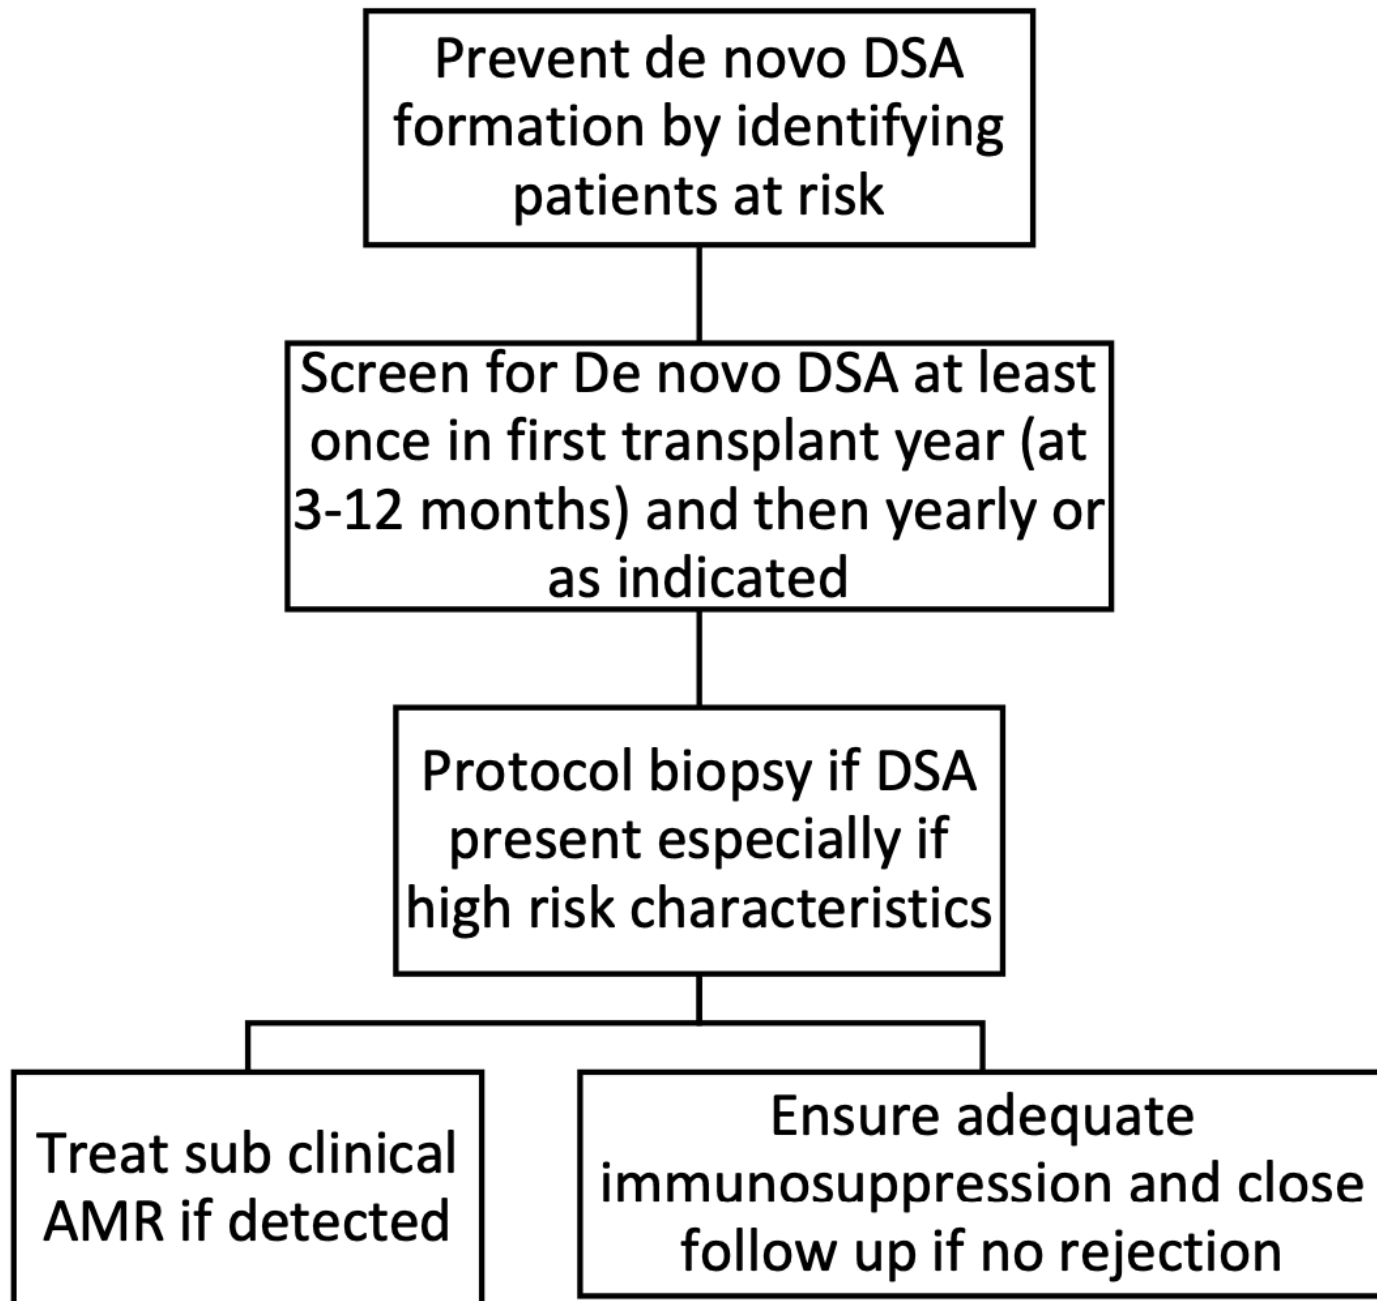 Prevent de novo DSA
formation by identifying
patients at risk
Screen for De novo DSA at least
once in first transplant year (at
3-12 months) and then yearly or
as indicated
Protocol biopsy if DSA
present especially if
high risk characteristics
Treat sub clinical
AMR if detected
Ensure adequate
immunosuppression and close
follow up if no rejection